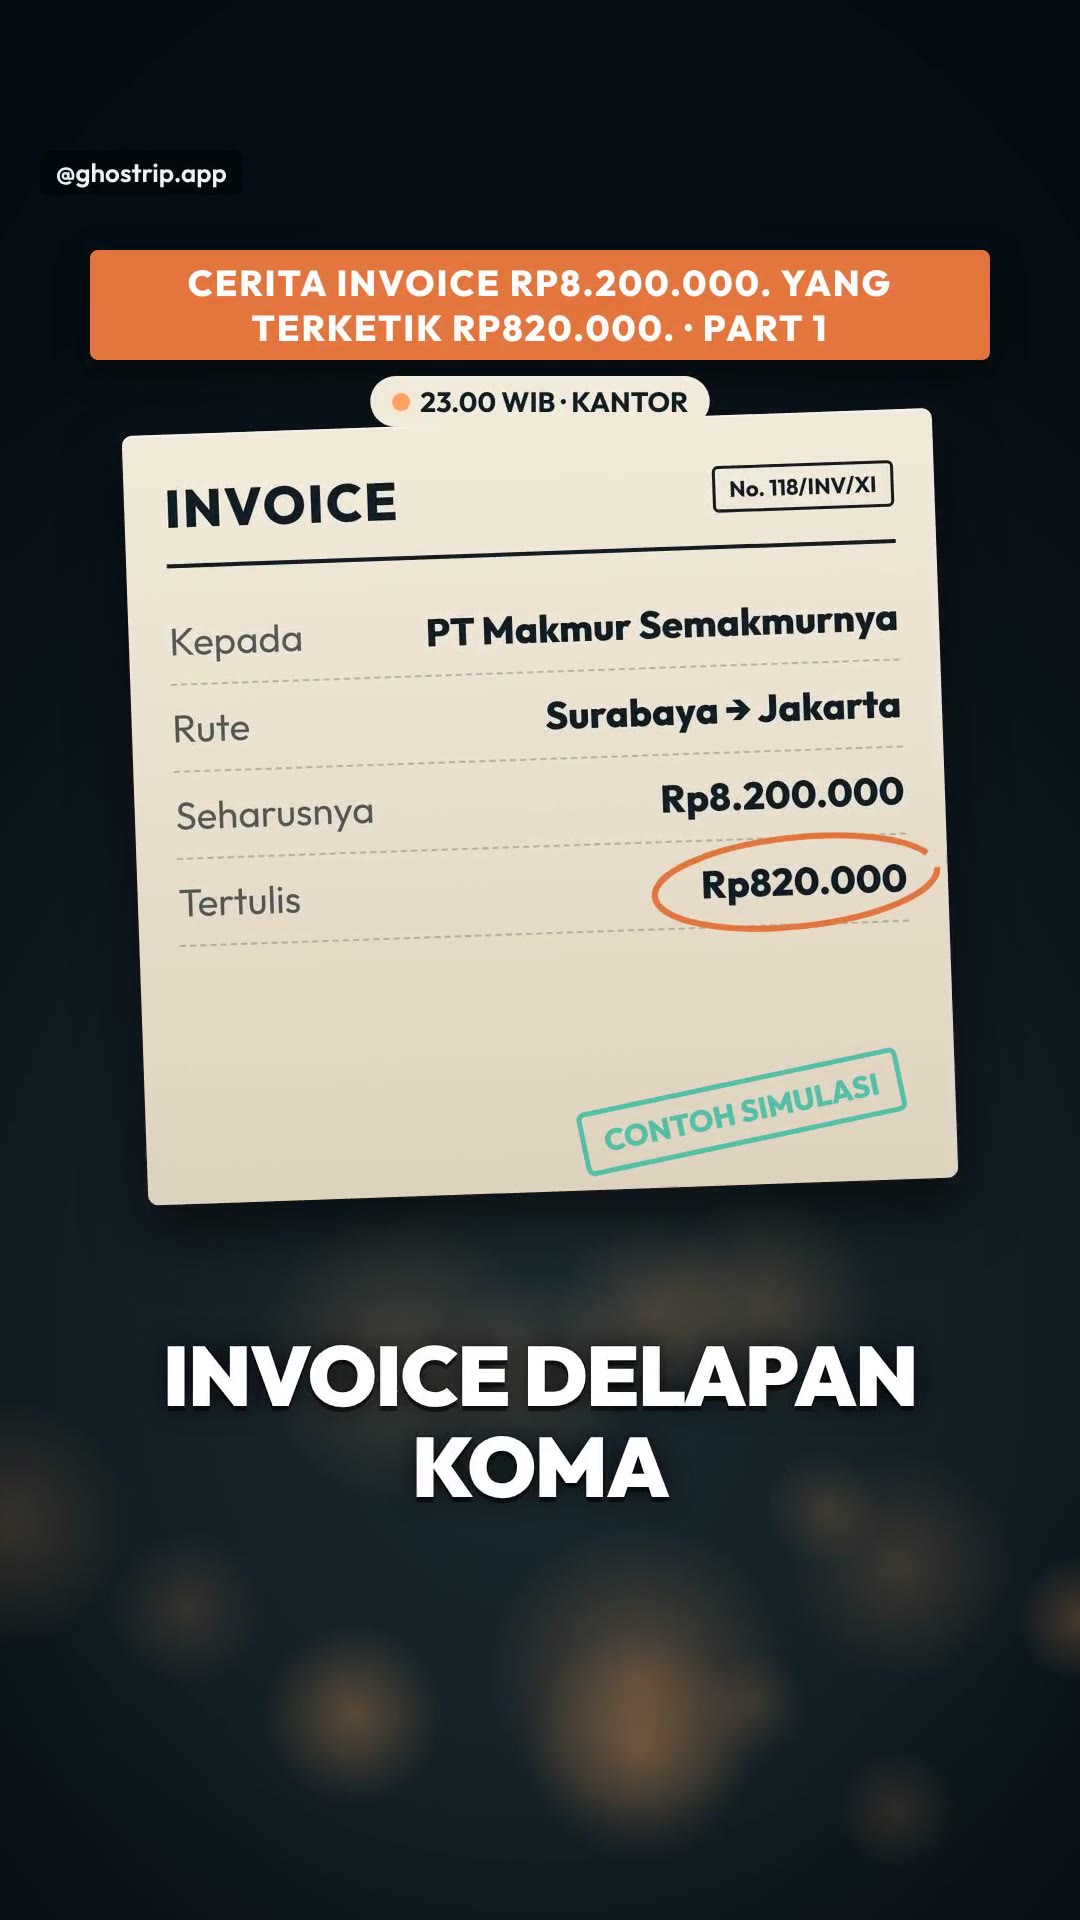 @ghostrip.app
CERITA INVOICE RP8.200.000. YANG
TERKETIK RP820.000. · PART 1
23.00 WIB · KANTOR
INVOICE
No. 118/INV/XI
Kepada PT Makmur Semakmurnya
Rute Surabaya → Jakarta
Seharusnya Rp8.200.000
Tertulis Rp820.000
CONTOH SIMULASI
INVOICE DELAPAN
KOMA